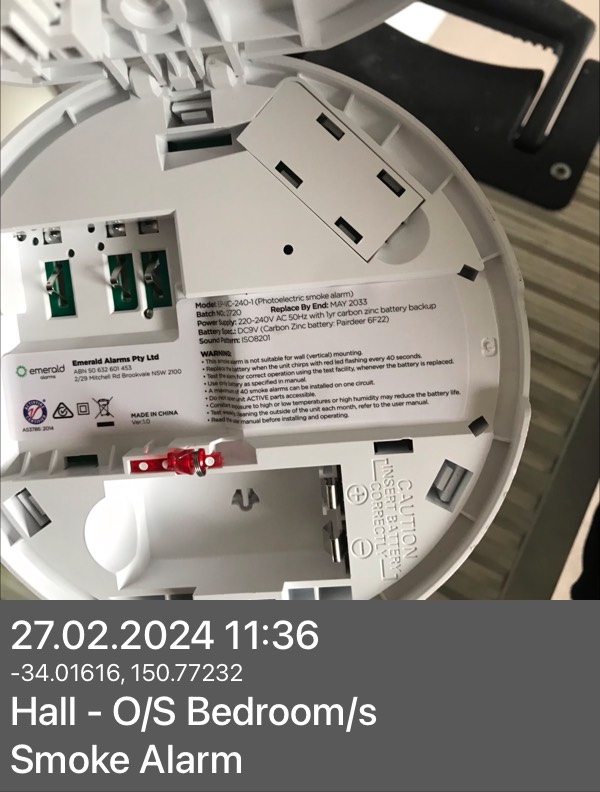 Model: EM-IC-240-1 (Photoelectric smoke alarm)
Batch NO.: 2720 Replace By End: MAY 2033
Power Supply: 220-240V AC 50Hz with 1yr carbon zinc battery backup
Battery Spec.: DC9V (Carbon Zinc battery: Pairdeer 6F22)
Sound Pattern: ISO8201
WARNING:
• This smoke alarm is not suitable for wall (vertical) mounting.
• Replace battery when the unit chirps with red led flashing every 40 seconds.
• Test the alarm for correct operation using the test facility, whenever the battery is replaced.
• Use only battery as specified in manual.
• A maximum of 40 smoke alarms can be installed on one circuit.
• Do not open unit ACTIVE parts accessible.
• Constant exposure to high or low temperatures or high humidity may reduce the battery life.
• Test weekly, cleaning the outside of the unit each month, refer to the user manual.
• Read the user manual before installing and operating.
emerald
alarms
Emerald Alarms Pty Ltd
ABN 50 632 601 453
2/29 Mitchell Rd Brookvale NSW 2100
AS3786: 2014
MADE IN CHINA
Ver:1.0
CAUTION
INSERT BATTERY
CORRECTLY
27.02.2024 11:36
-34.01616, 150.77232
Hall - O/S Bedroom/s
Smoke Alarm